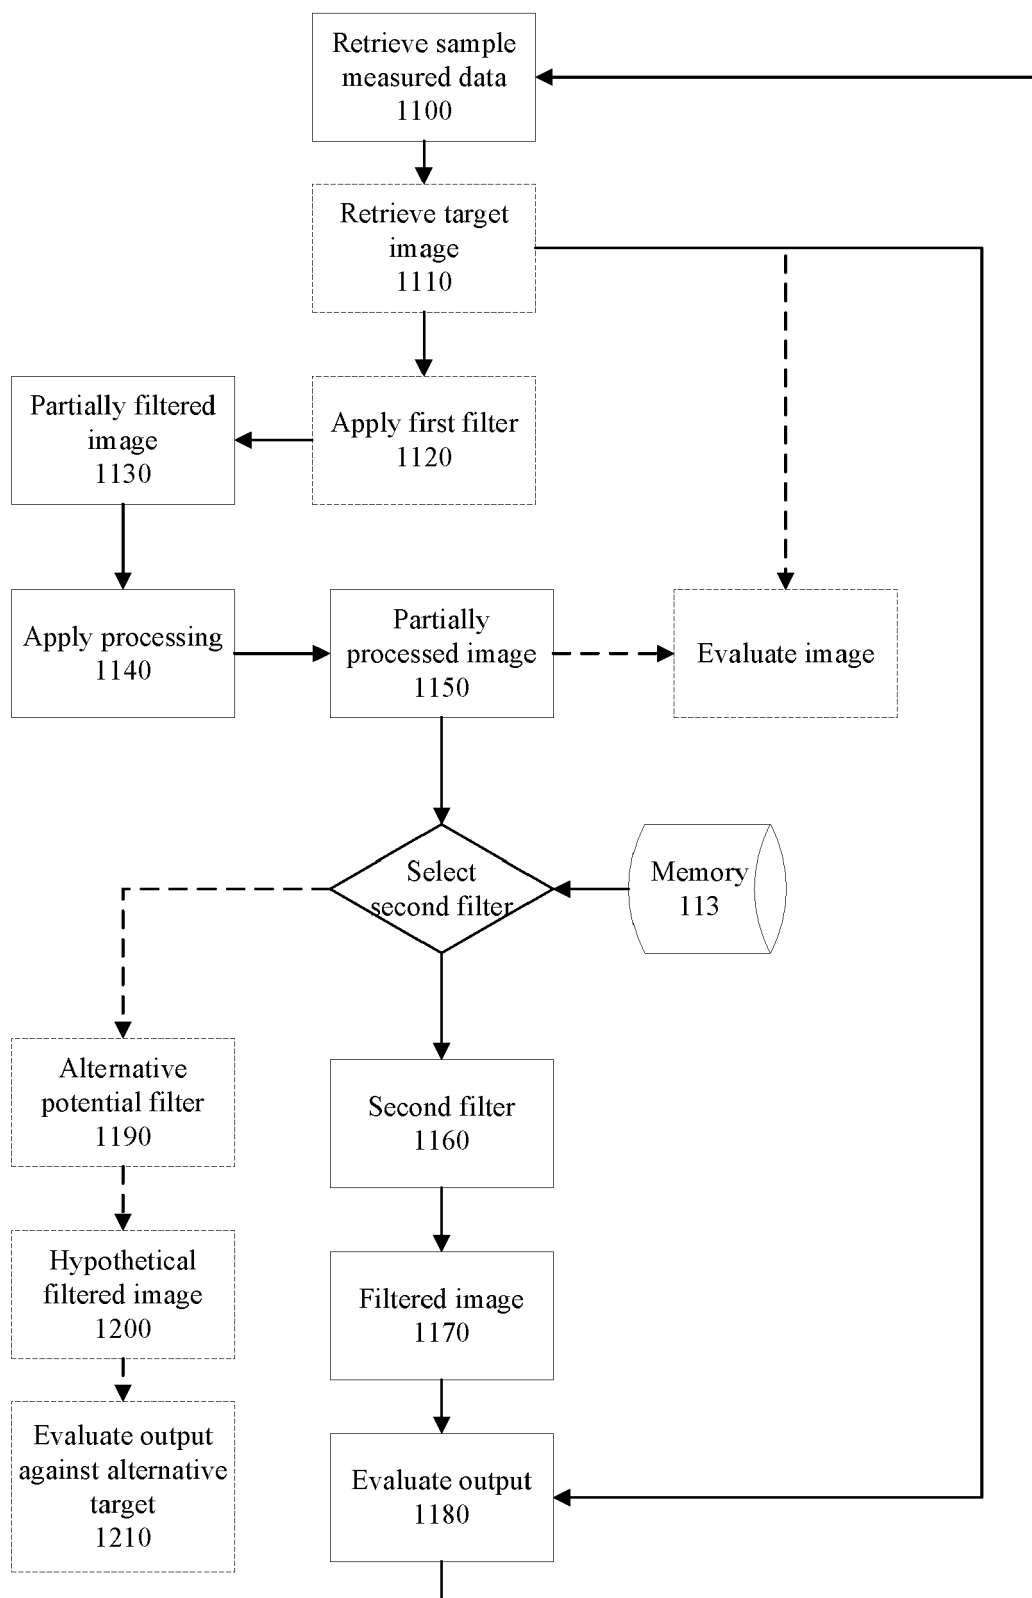 Retrieve sample
measured data
1100
Retrieve target
image
1110
Partially filtered
image
1130
Apply first filter
1120
Apply processing
1140
Partially
processed image
1150
Evaluate image
Select
second filter
Memory
113
Alternative
potential filter
1190
Second filter
1160
Hypothetical
filtered image
1200
Filtered image
1170
Evaluate output
against alternative
target
1210
Evaluate output
1180